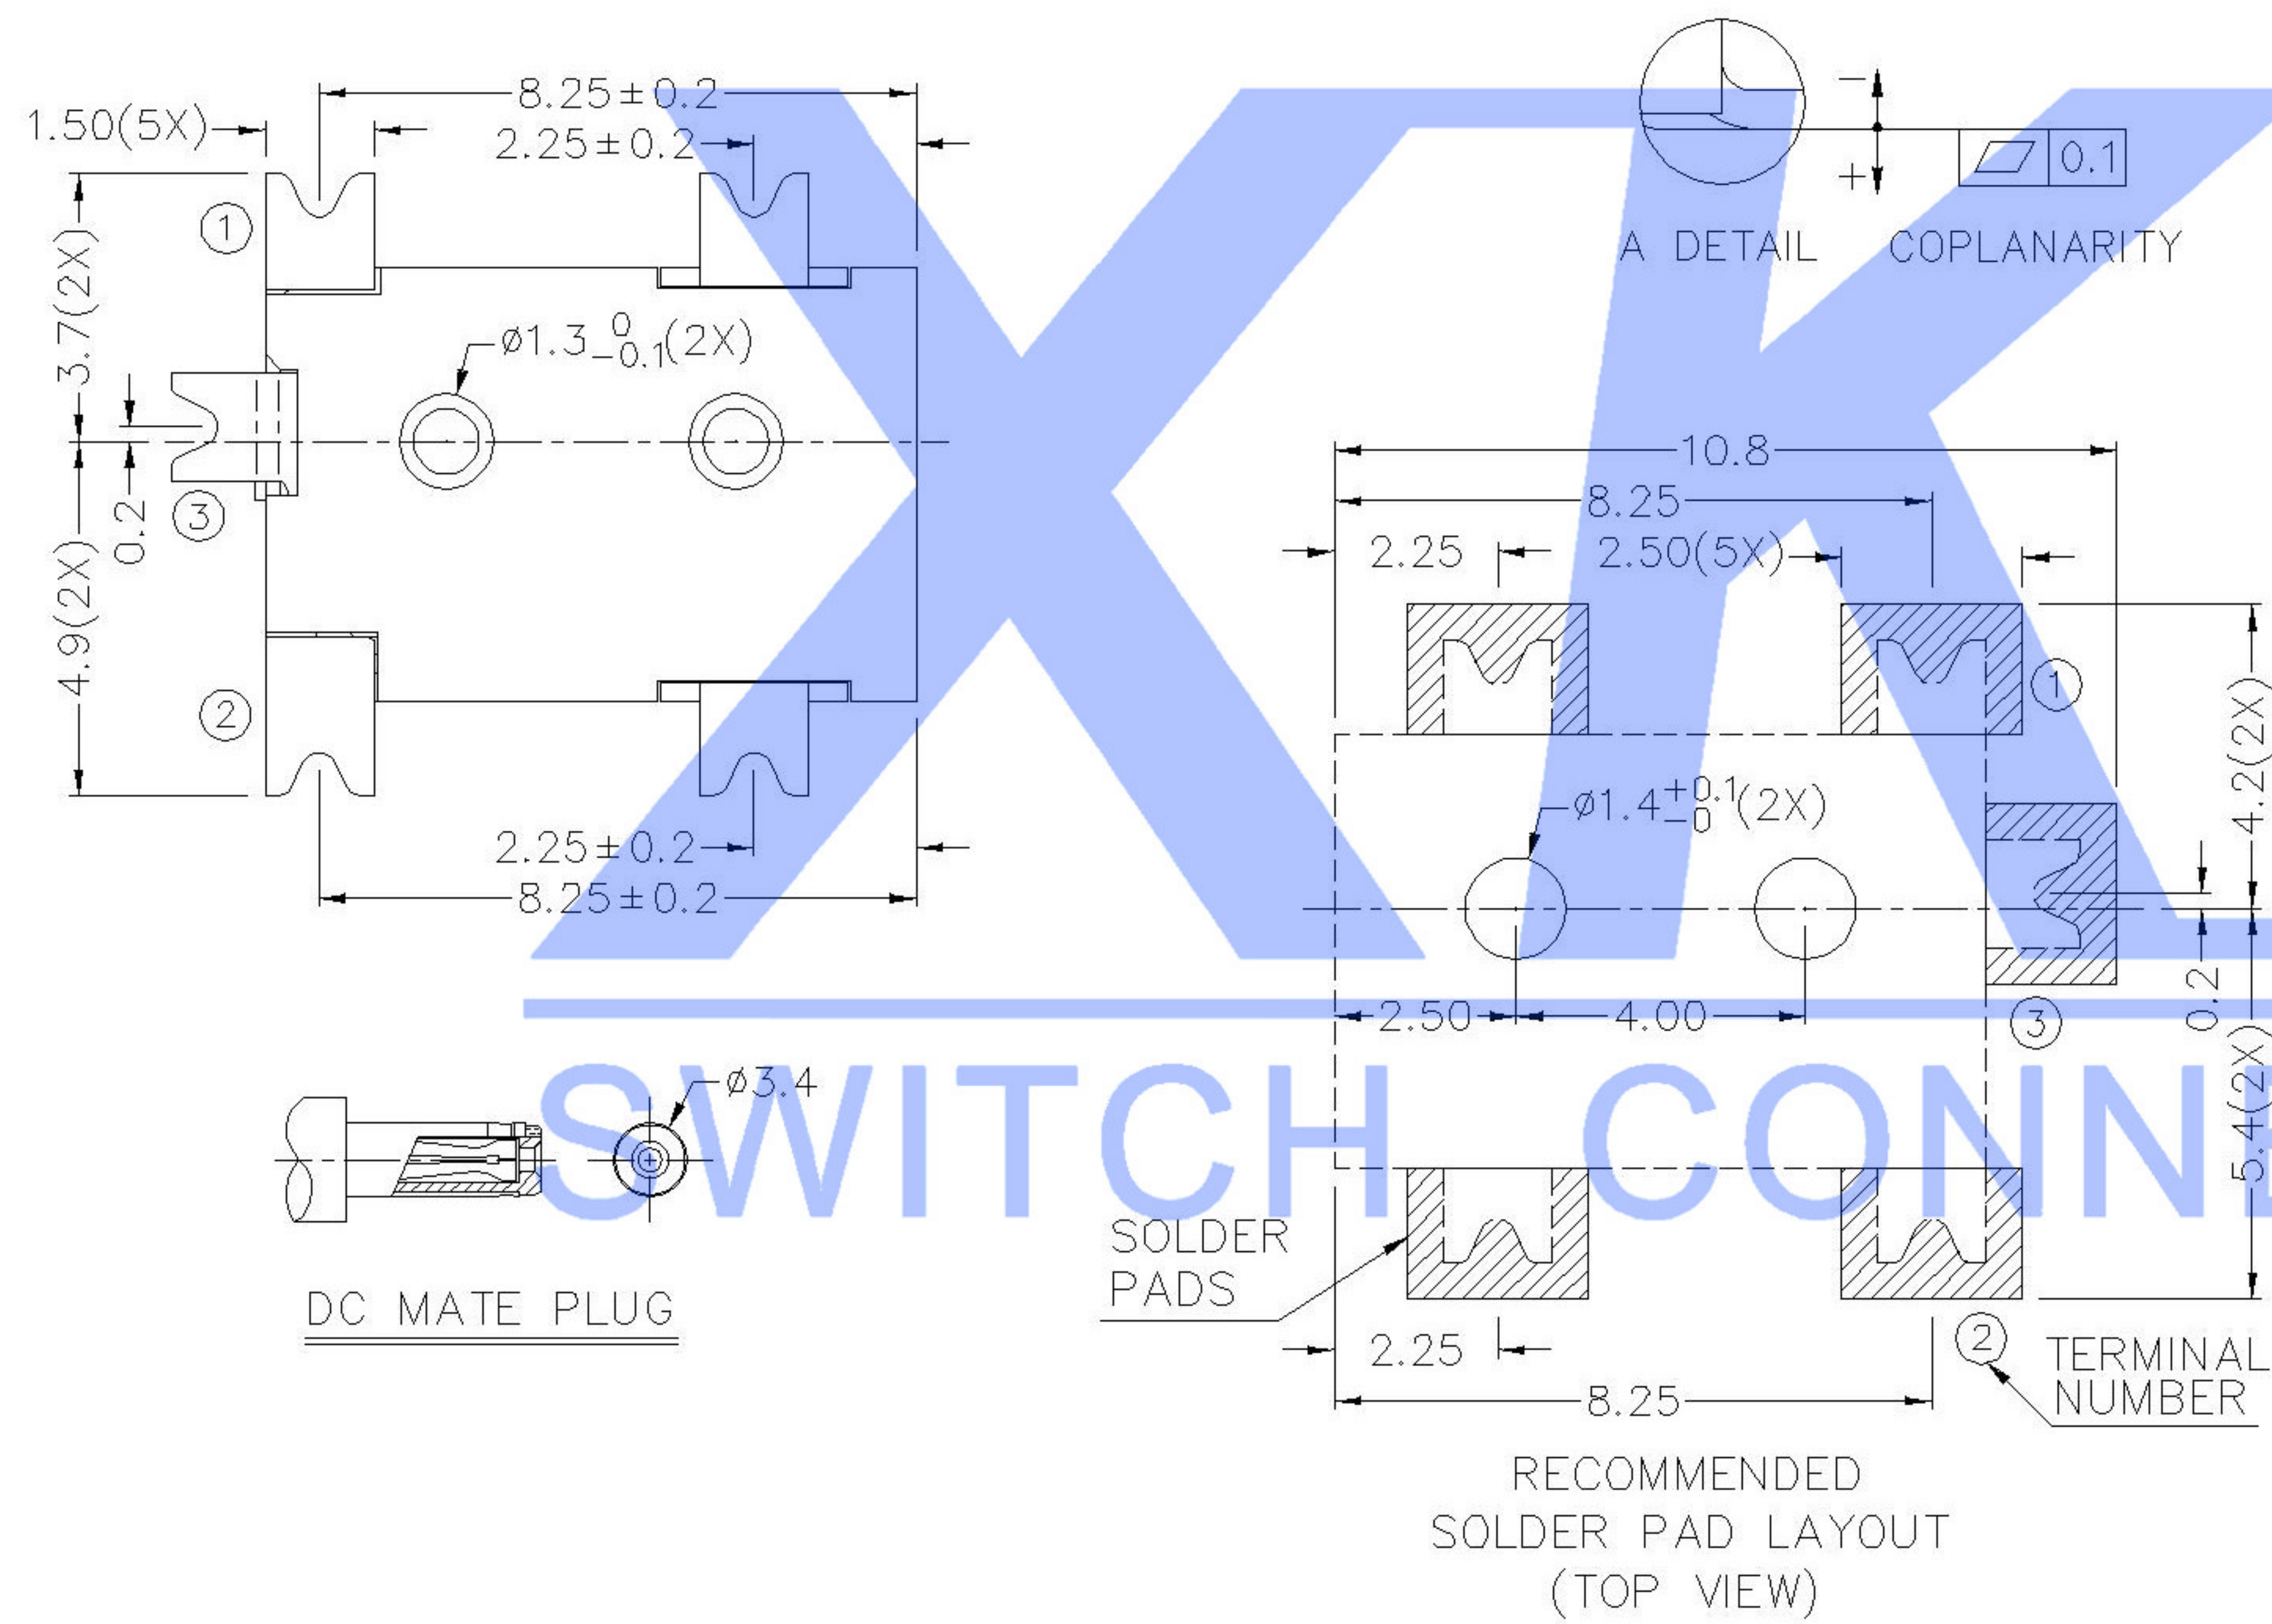 8.25±0.2
1.50(5X)
2.25±0.2
1
3.7(2X)
ø1.3 0 -0.1 (2X)
3
0.2
4.9(2X)
2
2.25±0.2
8.25±0.2
ø3.4
DC MATE PLUG
- 
+
0.1
A DETAIL COPLANARITY
10.8
8.25
2.25
2.50(5X)
1
4.2(2X)
ø1.4 +0.1 -0 (2X)
0.2
2.50
4.00
3
5.4(2X)
SOLDER
PADS
2.25
8.25
2
TERMINAL
NUMBER
RECOMMENDED
SOLDER PAD LAYOUT
(TOP VIEW)
XK
SWITCH CONNE